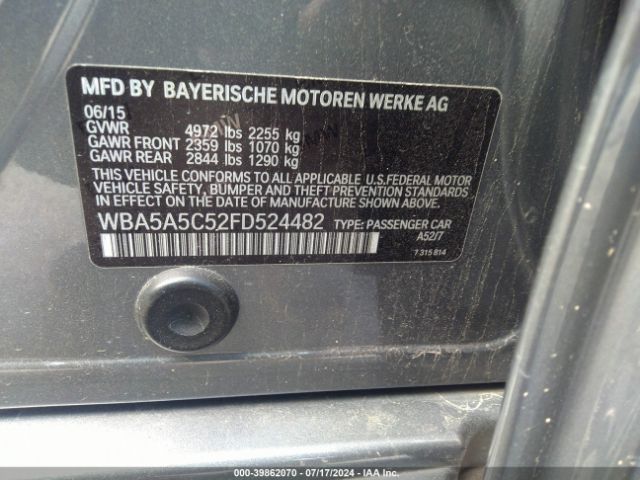 MFD BY BAYERISCHE MOTOREN WERKE AG
06/15
GVWR 4972 lbs 2255 kg
GAWR FRONT 2359 lbs 1070 kg
GAWR REAR 2844 lbs 1290 kg
THIS VEHICLE CONFORMS TO ALL APPLICABLE U.S.FEDERAL MOTOR
VEHICLE SAFETY, BUMPER AND THEFT PREVENTION STANDARDS
IN EFFECT ON THE DATE OF MANUFACTURE SHOWN ABOVE.
WBA5A5C52FD524482 TYPE: PASSENGER CAR
A52/7
7 315 814
000-39862070 - 07/17/2024 - IAA Inc.